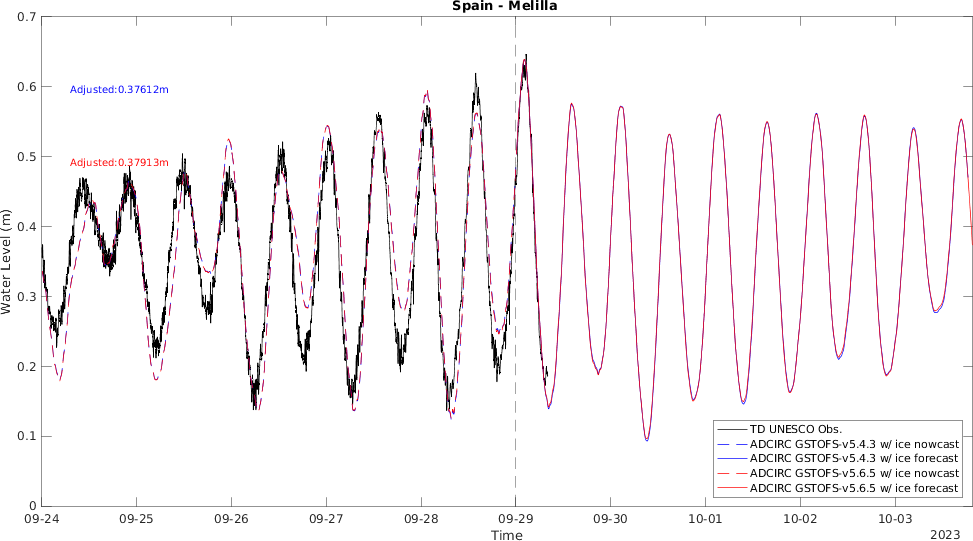 Spain - Melilla
0.7
0.6
0.5
0.4
0.3
0.2
0.1
0
Water Level (m)
Adjusted:0.37612m
Adjusted:0.37913m
TD UNESCO Obs.
ADCIRC GSTOFS-v5.4.3 w/ ice nowcast
ADCIRC GSTOFS-v5.4.3 w/ ice forecast
ADCIRC GSTOFS-v5.6.5 w/ ice nowcast
ADCIRC GSTOFS-v5.6.5 w/ ice forecast
09-24 09-25 09-26 09-27 09-28 09-29 09-30 10-01 10-02 10-03
Time
2023